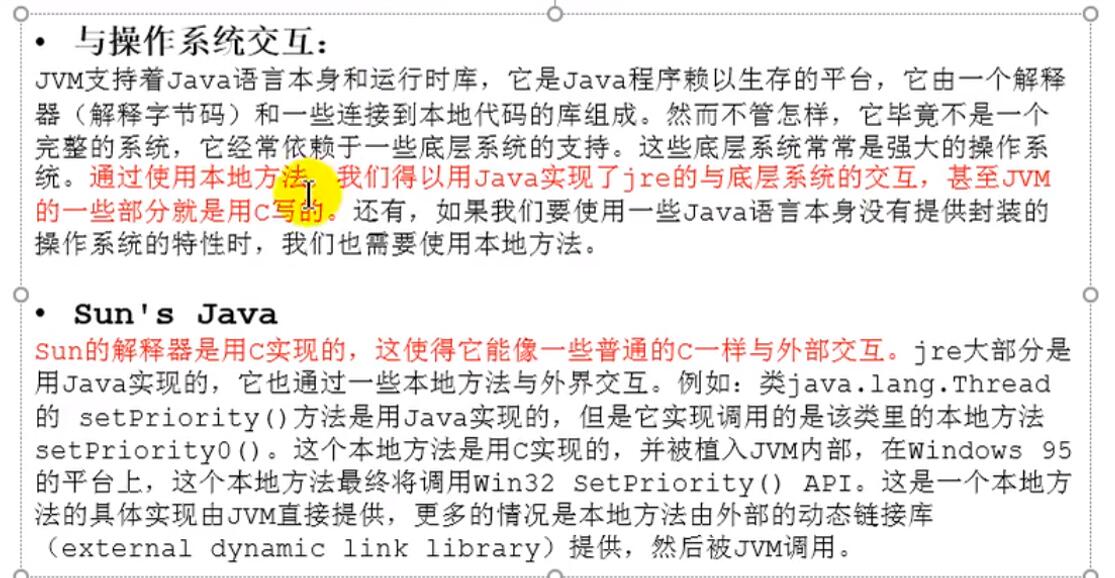 • 与操作系统交互：
JVM支持着Java语言本身和运行时库，它是Java程序赖以生存的平台，它由一个解释
器（解释字节码）和一些连接到本地代码的库组成。然而不管怎样，它毕竟不是一个
完整的系统，它经常依赖于一些底层系统的支持。这些底层系统常常是强大的操作系
统。通过使用本地方法，我们得以用Java实现了jre的与底层系统的交互，甚至JVM
的一些部分就是用C写的。还有，如果我们要使用一些Java语言本身没有提供封装的
操作系统的特性时，我们也需要使用本地方法。
• Sun's Java
Sun的解释器是用C实现的，这使得它能像一些普通的C一样与外部交互。jre大部分是
用Java实现的，它也通过一些本地方法与外界交互。例如：类java.lang.Thread
的 setPriority()方法是用Java实现的，但是它实现调用的是该类里的本地方法
setPriority0()。这个本地方法是用C实现的，并被植入JVM内部，在Windows 95
的平台上，这个本地方法最终将调用Win32 SetPriority() API。这是一个本地方
法的具体实现由JVM直接提供，更多的情况是本地方法由外部的动态链接库
（external dynamic link library）提供，然后被JVM调用。